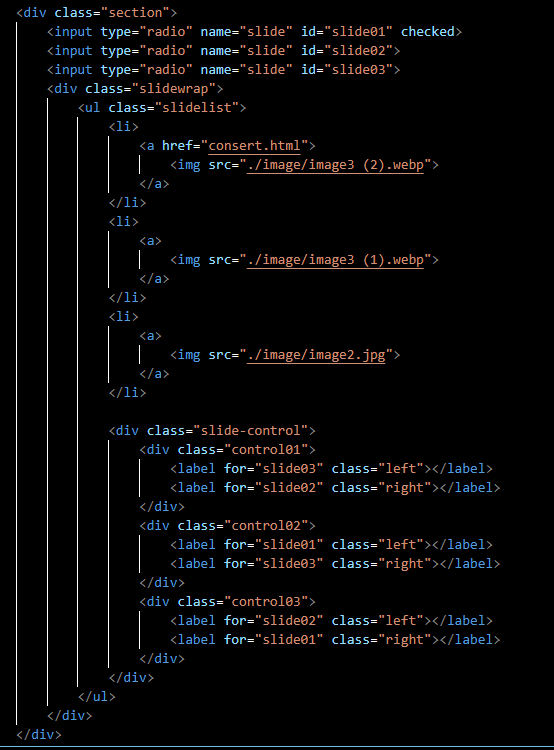 <div class="section">
<input type="radio" name="slide" id="slide01" checked>
<input type="radio" name="slide" id="slide02">
<input type="radio" name="slide" id="slide03">
<div class="slidewrap">
<ul class="slidelist">
<li>
<a href="consert.html">
<img src="./image/image3 (2).webp">
</a>
</li>
<li>
<a>
<img src="./image/image3 (1).webp">
</a>
</li>
<li>
<a>
<img src="./image/image2.jpg">
</a>
</li>
<div class="slide-control">
<div class="control01">
<label for="slide03" class="left"></label>
<label for="slide02" class="right"></label>
</div>
<div class="control02">
<label for="slide01" class="left"></label>
<label for="slide03" class="right"></label>
</div>
<div class="control03">
<label for="slide02" class="left"></label>
<label for="slide01" class="right"></label>
</div>
</div>
</ul>
</div>
</div>